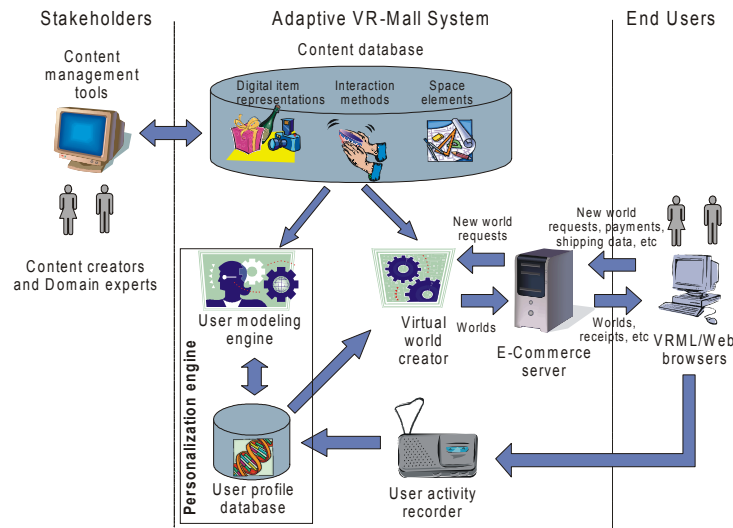 Stakeholders
Adaptive VR-Mall System
End Users
Content
management
tools
Content database
Digital item
representations
Interaction
methods
Space
elements
Content creators
and Domain experts
New world
requests
New world
requests, payments,
shipping data, etc
User modeling
engine
Virtual
world
creator
Worlds
E-Commerce
server
Worlds,
receipts, etc
VRML/Web
browsers
Personalization engine
User profile
database
User activity
recorder